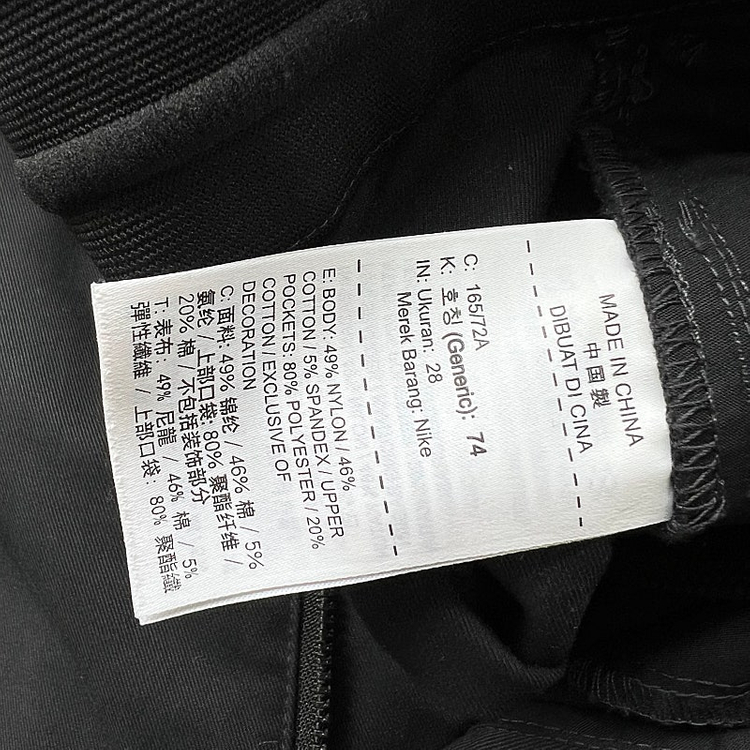 MADE IN CHINA
中国製
DIBUAT DI CINA
C: 165/72A
K: 호칭 (Generic): 74
IN: Ukuran: 28
Merek Barang: Nike
E: BODY: 49% NYLON / 46%
COTTON / 5% SPANDEX / UPPER
POCKETS: 80% POLYESTER / 20%
COTTON / EXCLUSIVE OF
DECORATION
C: 面料: 49% 锦纶 / 46% 棉 / 5%
氨纶 / 上部口袋: 80% 聚酯纤维 /
20% 棉 / 不包括装饰部分
T: 表布: 49% 尼龍 / 46% 棉 / 5%
彈性纖維 / 上部口袋: 80% 聚酯纖